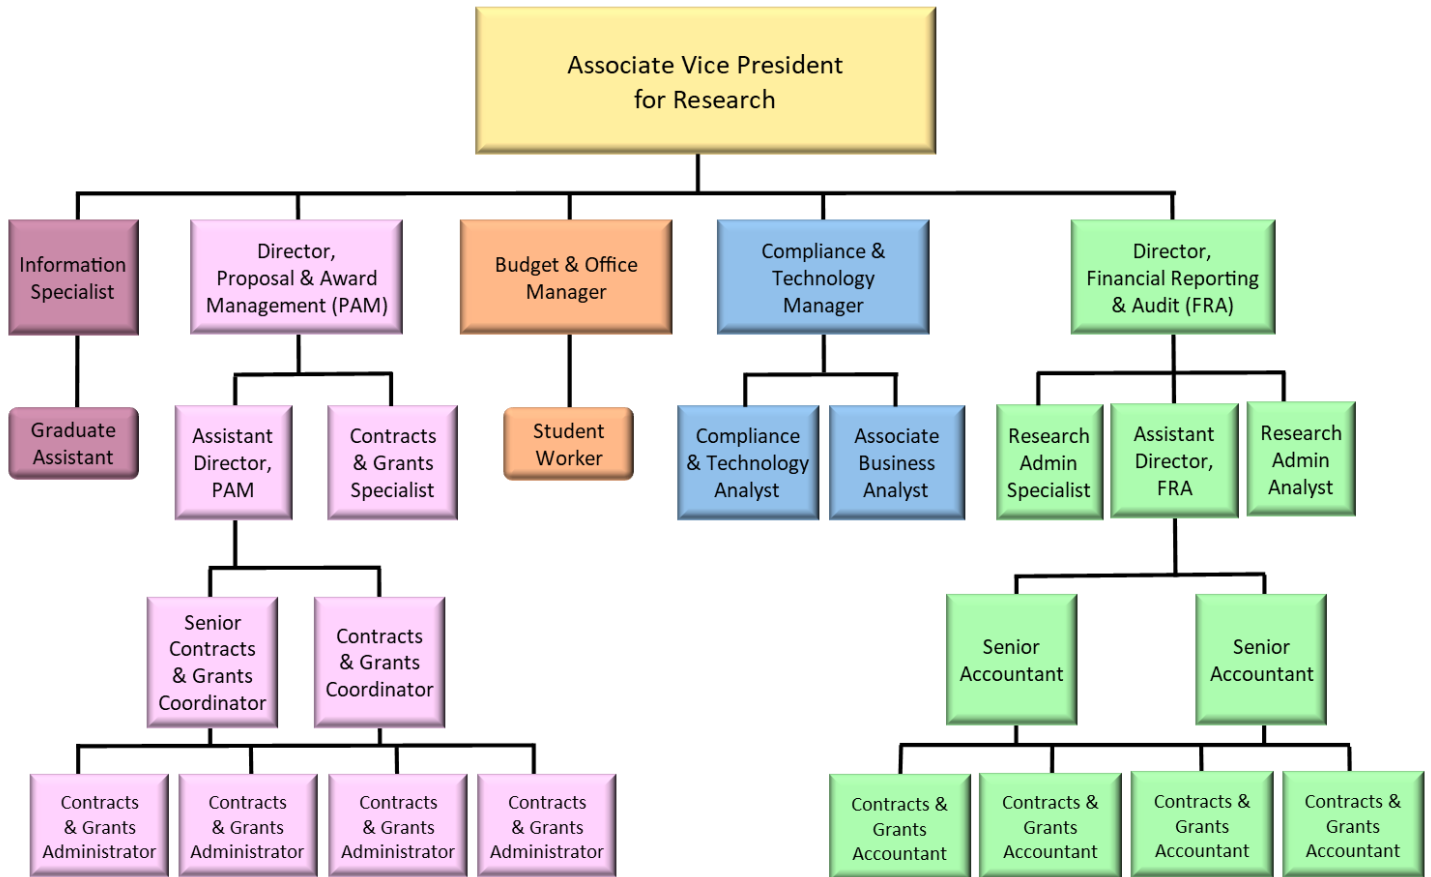 Associate Vice President
for Research
Information
Specialist
Director,
Proposal & Award
Management (PAM)
Budget & Office
Manager
Compliance &
Technology
Manager
Director,
Financial Reporting
& Audit (FRA)
Graduate
Assistant
Assistant
Director,
PAM
Contracts
& Grants
Specialist
Student
Worker
Compliance
& Technology
Analyst
Associate
Business
Analyst
Research
Admin
Specialist
Assistant
Director,
FRA
Research
Admin
Analyst
Senior
Contracts
& Grants
Coordinator
Contracts
& Grants
Coordinator
Senior
Accountant
Senior
Accountant
Contracts
& Grants
Administrator
Contracts
& Grants
Administrator
Contracts
& Grants
Administrator
Contracts
& Grants
Administrator
Contracts &
Grants
Accountant
Contracts &
Grants
Accountant
Contracts &
Grants
Accountant
Contracts &
Grants
Accountant